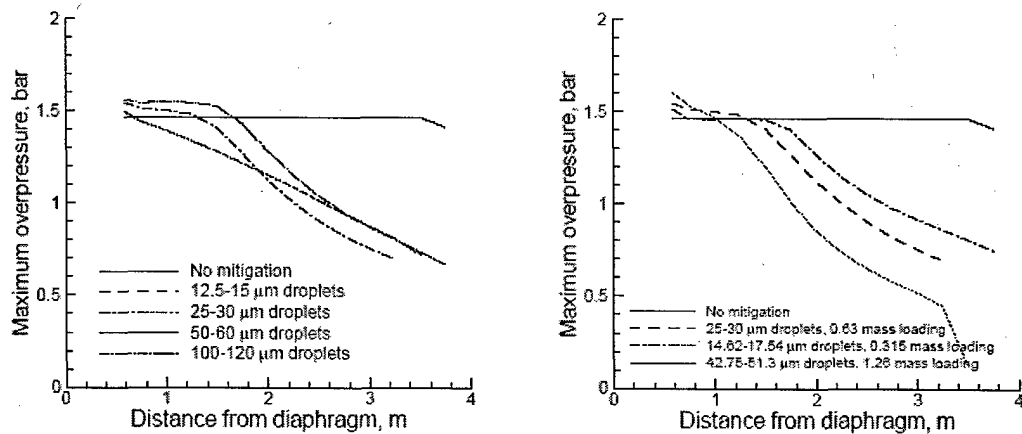 Maximum overpressure, bar
2
1.5
1
0.5
0
No mitigation
12.5-15 µm droplets
25-30 µm droplets
50-60 µm droplets
100-120 µm droplets
0
1
2
3
4
Distance from diaphragm, m
Maximum overpressure, bar
2
1.5
1
0.5
0
No mitigation
25-30 µm droplets, 0.63 mass loading
14.62-17.54 µm droplets, 0.315 mass loading
42.75-51.3 µm droplets, 1.26 mass loading
0
1
2
3
4
Distance from diaphragm, m